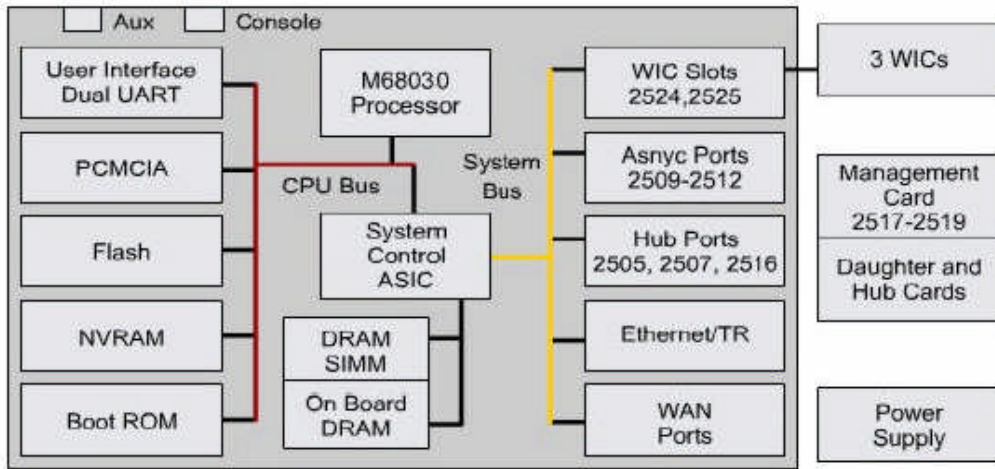 Aux
Console
User Interface
Dual UART
PCMCIA
Flash
NVRAM
Boot ROM
M68030
Processor
CPU Bus
System
Control
ASIC
DRAM
SIMM
On Board
DRAM
System
Bus
WIC Slots
2524,2525
Asnyc Ports
2509-2512
Hub Ports
2505, 2507, 2516
Ethernet/TR
WAN
Ports
3 WICs
Management
Card
2517-2519
Daughter and
Hub Cards
Power
Supply